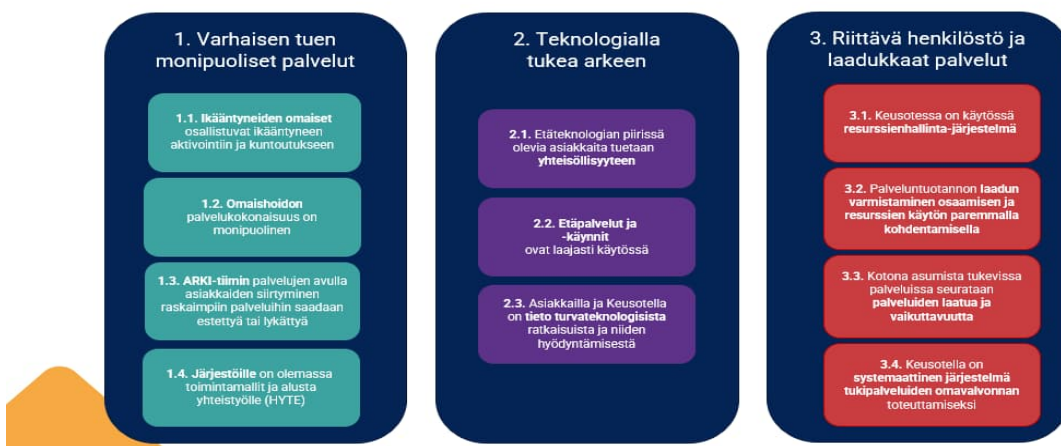 1. Varhaisen tuen
monipuoliset palvelut
1.1. Ikääntyneiden omaiset
osallistuvat ikääntyneen
aktivointiin ja kuntoutukseen
1.2. Omaishoidon
palvelukokonaisuus on
monipuolinen
1.3. ARKI-tiimin palvelujen avulla
asiakkaiden siirtyminen
raskaimpiin palveluihin saadaan
estettyä tai lykättyä
1.4. Järjestöille on olemassa
toimintamallit ja alusta
yhteistyölle (HYTE)
2. Teknologialla
tukea arkeen
2.1. Etäteknologian piirissä
olevia asiakkaita tuetaan
yhteisöllisyyteen
2.2. Etäpalvelut ja
-käynnit
ovat laajasti käytössä
2.3. Asiakkailla ja Keusotella
on tieto turvateknologisista
ratkaisuista ja niiden
hyödyntämisestä
3. Riittävä henkilöstö ja
laadukkaat palvelut
3.1. Keusotessa on käytössä
resurssienhallinta-järjestelmä
3.2. Palveluntuotannon laadun
varmistaminen osaamisen ja
resurssien käytön paremmalla
kohdentamisella
3.3. Kotona asumista tukevissa
palveluissa seurataan
palveluiden laatua ja
vaikuttavuutta
3.4. Keusotella on
systemaattinen järjestelmä
tukipalveluiden omavalvonnan
toteuttamiseksi